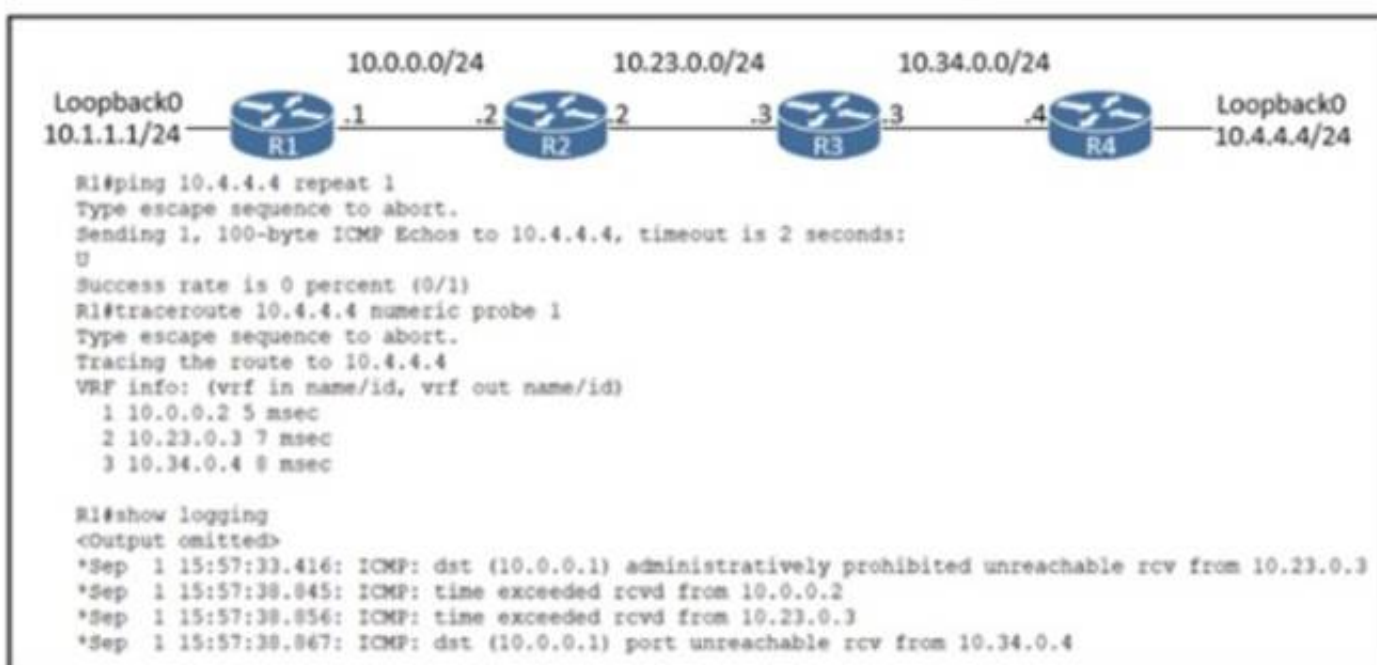 10.0.0.0/24 10.23.0.0/24 10.34.0.0/24
Loopback0 Loopback0
10.1.1.1/24 .1 .2 .2 .3 .3 .4 10.4.4.4/24
R1 R2 R3 R4
R1#ping 10.4.4.4 repeat 1
Type escape sequence to abort.
Sending 1, 100-byte ICMP Echos to 10.4.4.4, timeout is 2 seconds:
U
Success rate is 0 percent (0/1)
R1#traceroute 10.4.4.4 numeric probe 1
Type escape sequence to abort.
Tracing the route to 10.4.4.4
VRF info: (vrf in name/id, vrf out name/id)
1 10.0.0.2 5 msec
2 10.23.0.3 7 msec
3 10.34.0.4 8 msec
R1#show logging
<Output omitted>
*Sep 1 15:57:33.416: ICMP: dst (10.0.0.1) administratively prohibited unreachable rcv from 10.23.0.3
*Sep 1 15:57:38.845: ICMP: time exceeded rcvd from 10.0.0.2
*Sep 1 15:57:38.856: ICMP: time exceeded rcvd from 10.23.0.3
*Sep 1 15:57:38.867: ICMP: dst (10.0.0.1) port unreachable rcv from 10.34.0.4